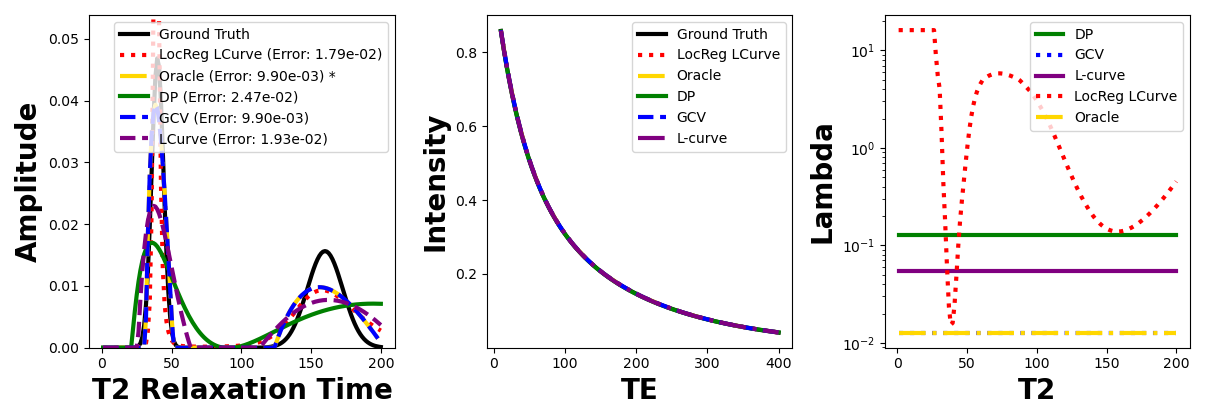 Amplitude
0.05
0.04
0.03
0.02
0.01
0.00
Ground Truth
LocReg LCurve (Error: 1.79e-02)
Oracle (Error: 9.90e-03) *
DP (Error: 2.47e-02)
GCV (Error: 9.90e-03)
LCurve (Error: 1.93e-02)
0 50 100 150 200
T2 Relaxation Time
Intensity
0.8
0.6
0.4
0.2
Ground Truth
LocReg LCurve
Oracle
DP
GCV
L-curve
0 100 200 300 400
TE
Lambda
10¹
10⁰
10⁻¹
10⁻²
DP
GCV
L-curve
LocReg LCurve
Oracle
0 50 100 150 200
T2